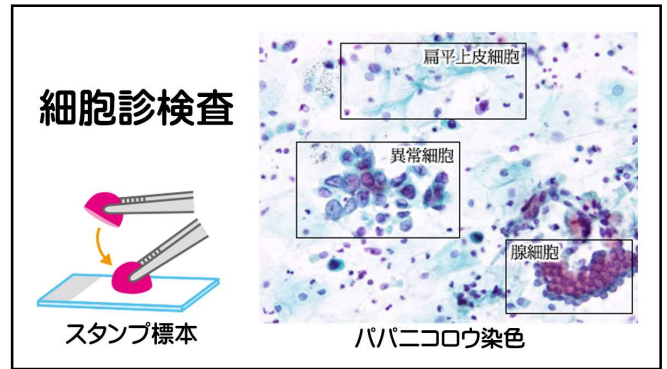 細胞診検査
扁平上皮細胞
異常細胞
腺細胞
スタンプ標本
パパニコロウ染色